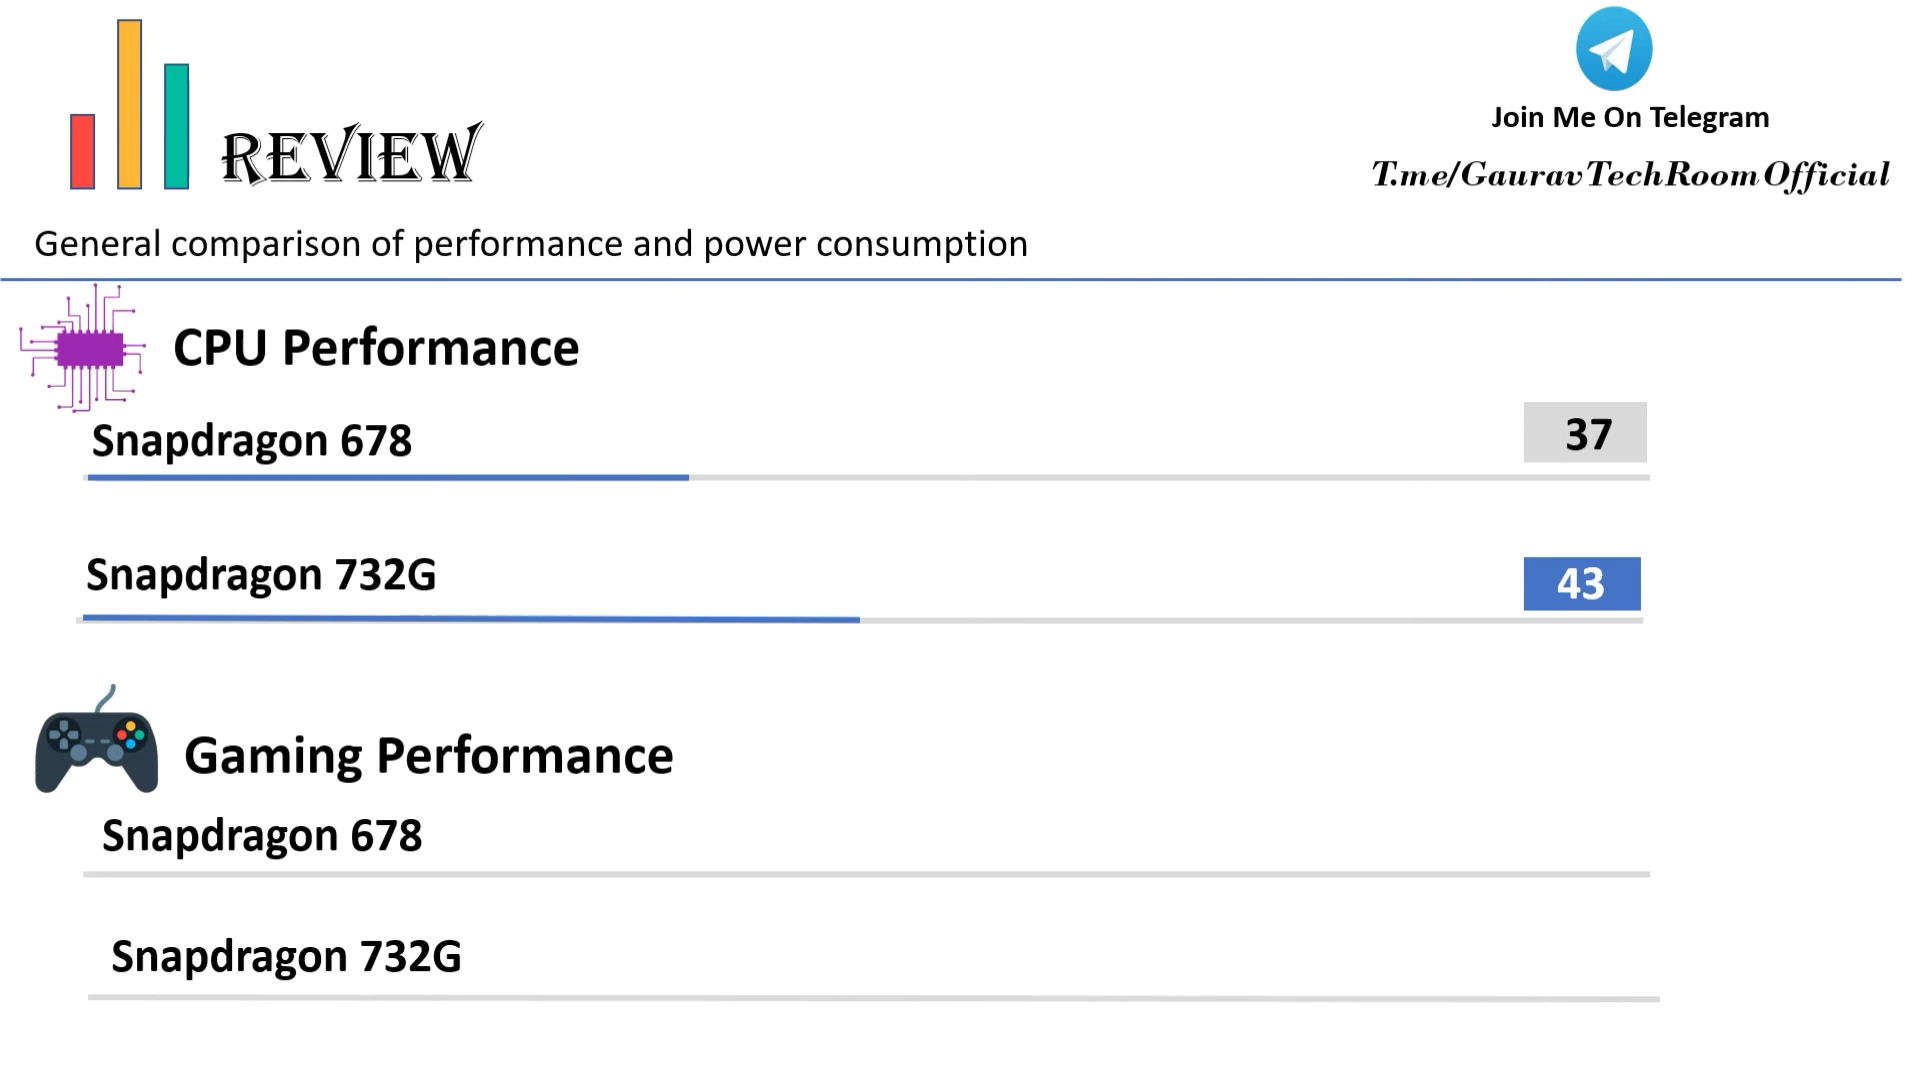 REVIEW
Join Me On Telegram
T.me/GauravTechRoomOfficial
General comparison of performance and power consumption
CPU Performance
Snapdragon 678
37
Snapdragon 732G
43
Gaming Performance
Snapdragon 678
Snapdragon 732G